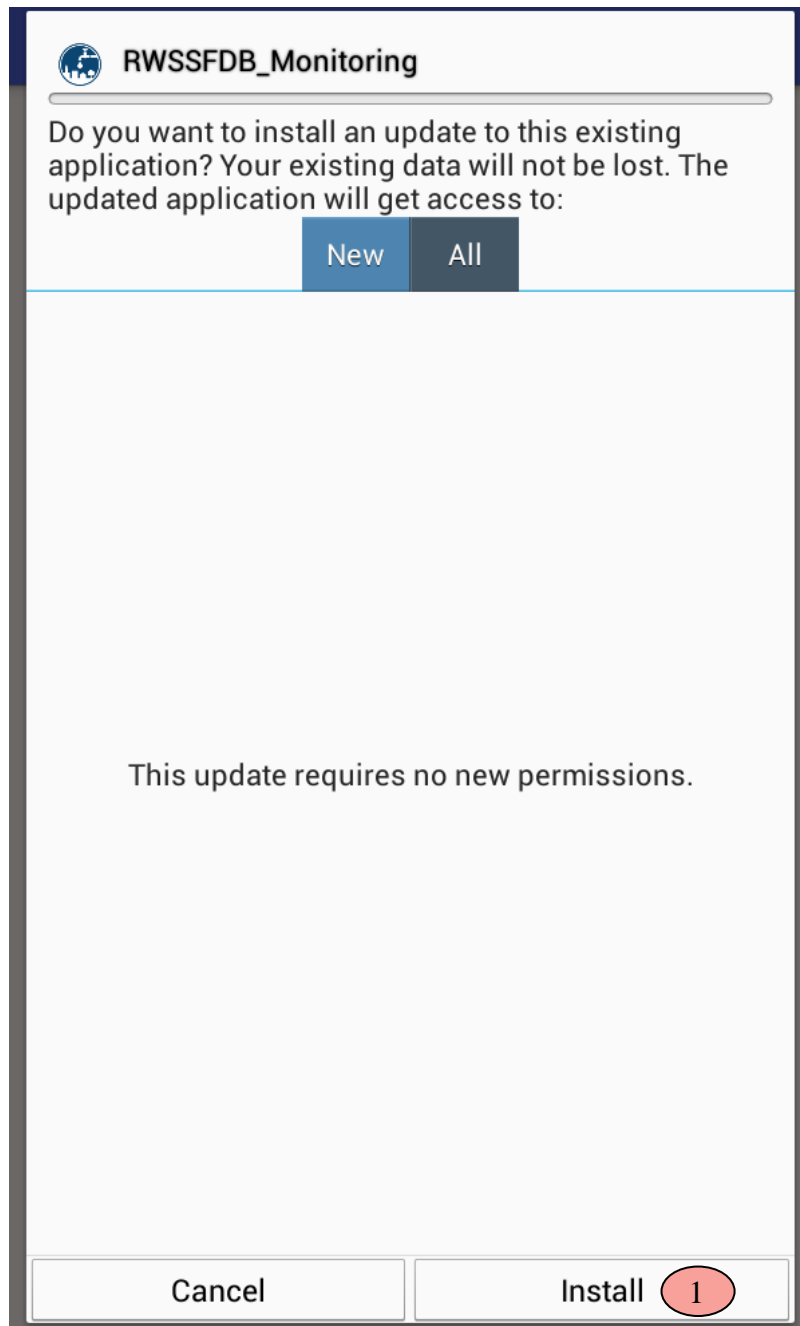 RWSSFDB_Monitoring
Do you want to install an update to this existing
application? Your existing data will not be lost. The
updated application will get access to:
New All
This update requires no new permissions.
Cancel Install 1